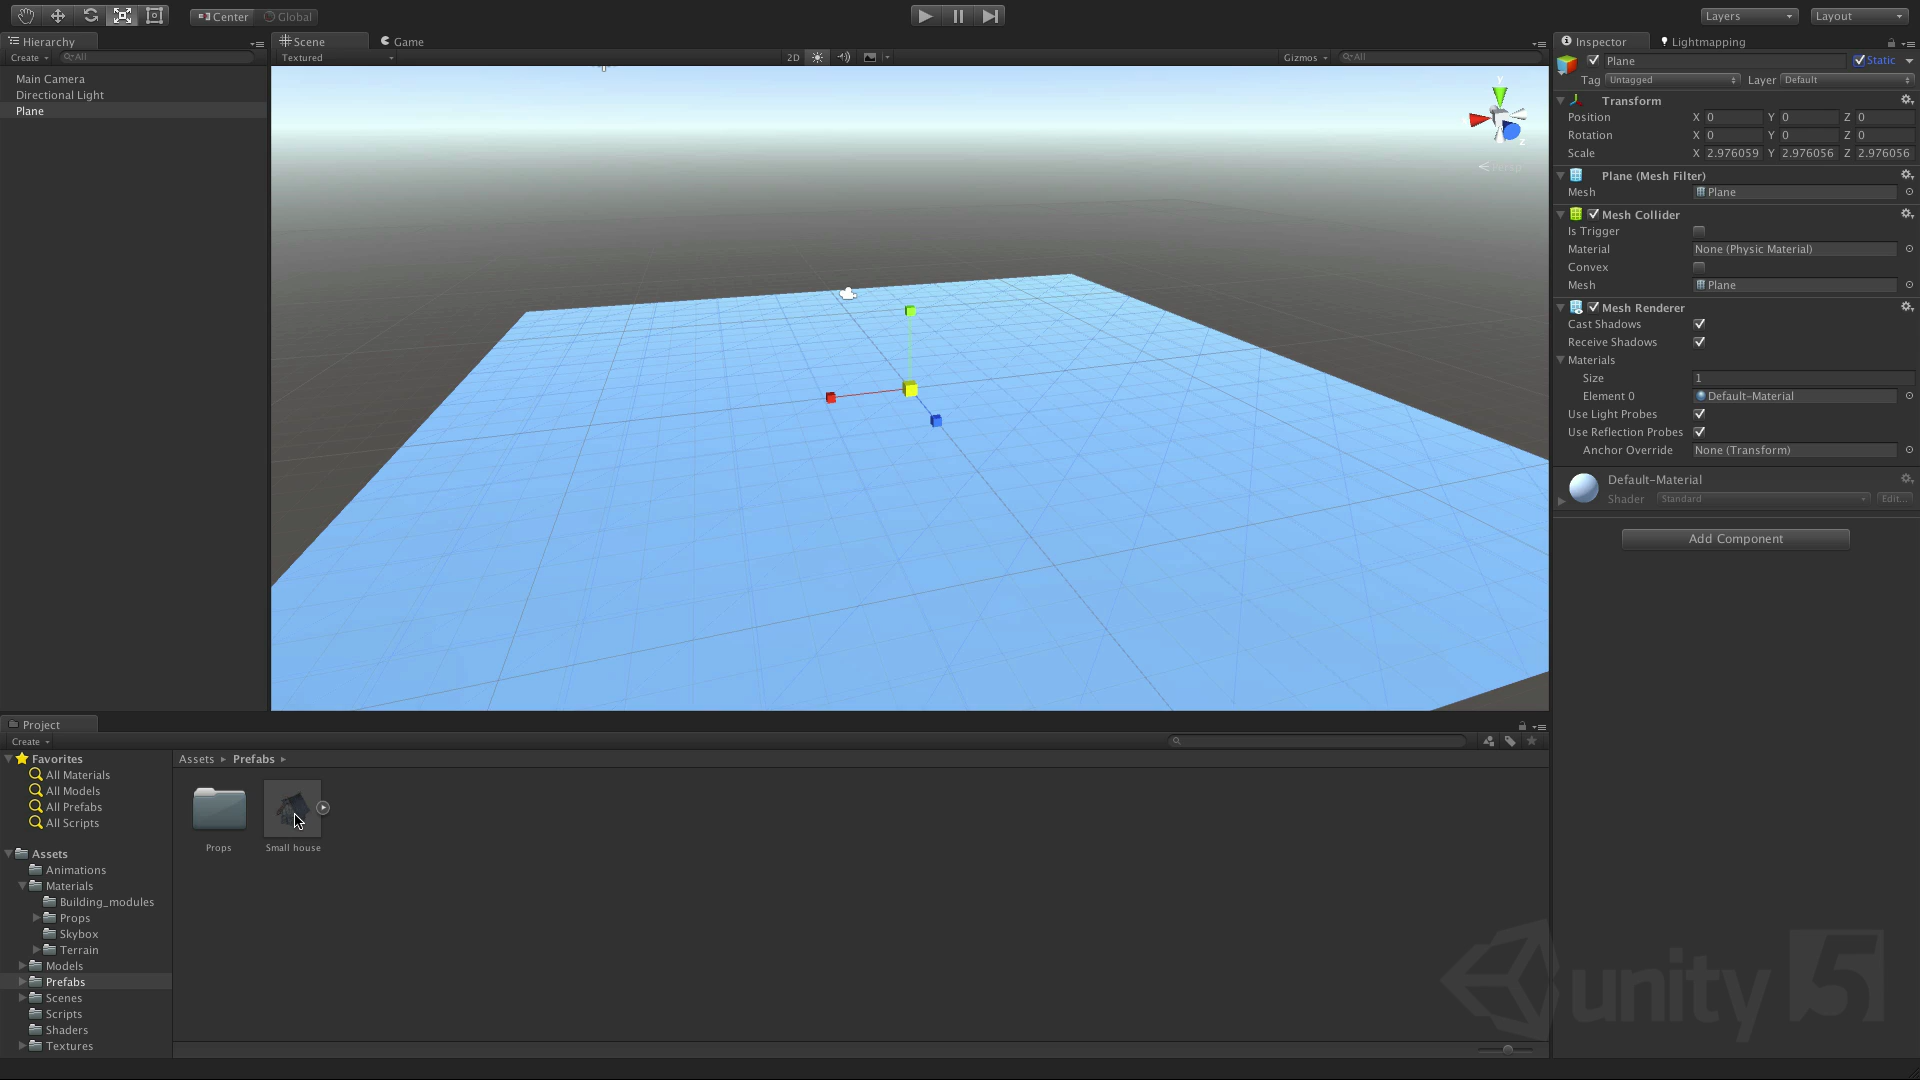 Center
Global
Layers
Layout
Hierarchy
Create
All
Main Camera
Directional Light
Plane
Scene
Game
Textured
2D
Gizmos
All
y
z
Persp
Inspector
Lightmapping
Plane
Static
Tag Untagged Layer Default
Transform
Position X 0 Y 0 Z 0
Rotation X 0 Y 0 Z 0
Scale X 2.976059 Y 2.976056 Z 2.976056
Plane (Mesh Filter)
Mesh Plane
Mesh Collider
Is Trigger
Material None (Physic Material)
Convex
Mesh Plane
Mesh Renderer
Cast Shadows
Receive Shadows
Materials
Size 1
Element 0 Default-Material
Use Light Probes
Use Reflection Probes
Anchor Override None (Transform)
Default-Material
Shader Standard Edit...
Add Component
Project
Create
Favorites
All Materials
All Models
All Prefabs
All Scripts
Assets
Animations
Materials
Building_modules
Props
Skybox
Terrain
Models
Prefabs
Scenes
Scripts
Shaders
Textures
Assets Prefabs
Props
Small house
unity 5